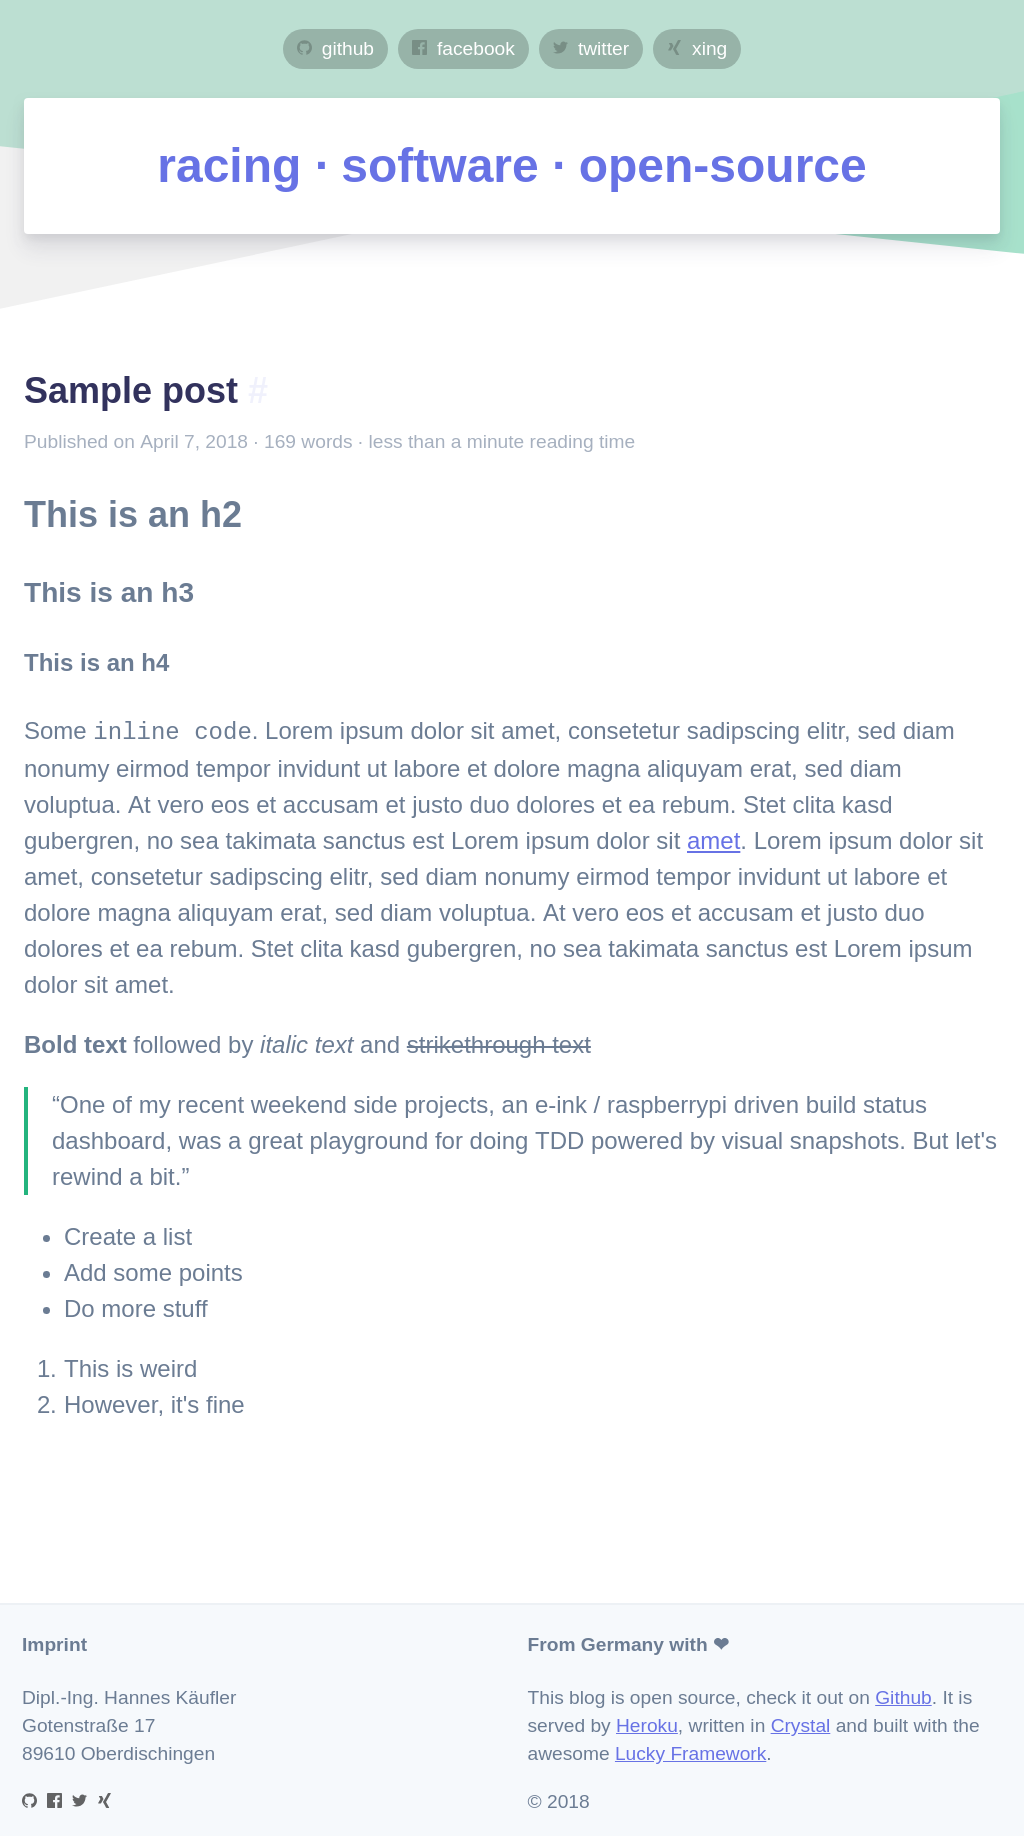 github facebook twitter xing
racing · software · open-source
Sample post #
Published on April 7, 2018 · 169 words · less than a minute reading time
This is an h2
This is an h3
This is an h4
Some inline code. Lorem ipsum dolor sit amet, consetetur sadipscing elitr, sed diam
nonumy eirmod tempor invidunt ut labore et dolore magna aliquyam erat, sed diam
voluptua. At vero eos et accusam et justo duo dolores et ea rebum. Stet clita kasd
gubergren, no sea takimata sanctus est Lorem ipsum dolor sit amet. Lorem ipsum dolor sit
amet, consetetur sadipscing elitr, sed diam nonumy eirmod tempor invidunt ut labore et
dolore magna aliquyam erat, sed diam voluptua. At vero eos et accusam et justo duo
dolores et ea rebum. Stet clita kasd gubergren, no sea takimata sanctus est Lorem ipsum
dolor sit amet.
Bold text followed by italic text and strikethrough text
“One of my recent weekend side projects, an e-ink / raspberrypi driven build status
dashboard, was a great playground for doing TDD powered by visual snapshots. But let's
rewind a bit.”
• Create a list
• Add some points
• Do more stuff
1. This is weird
2. However, it's fine
Imprint
Dipl.-Ing. Hannes Käufler
Gotenstraße 17
89610 Oberdischingen
From Germany with ❤
This blog is open source, check it out on Github. It is
served by Heroku, written in Crystal and built with the
awesome Lucky Framework.
© 2018